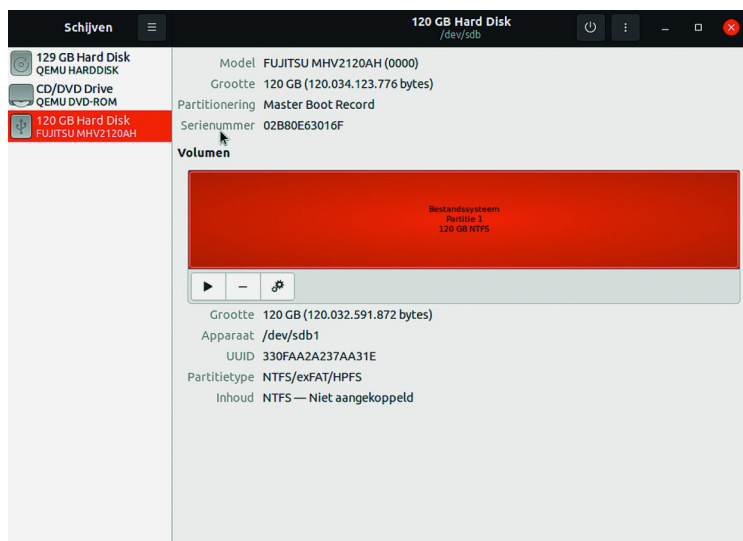 Schijven
120 GB Hard Disk
/dev/sdb
129 GB Hard Disk
QEMU HARDDISK
CD/DVD Drive
QEMU DVD-ROM
120 GB Hard Disk
FUJITSU MHV2120AH
Model FUJITSU MHV2120AH (0000)
Grootte 120 GB (120.034.123.776 bytes)
Partitionering Master Boot Record
Serienummer 02B80E63016F
Volumen
Bestandssysteem
Partitie 1
120 GB NTFS
Grootte 120 GB (120.032.591.872 bytes)
Apparaat /dev/sdb1
UUID 330FAA2A237AA31E
Partitietype NTFS/exFAT/HPFS
Inhoud NTFS — Niet aangekoppeld